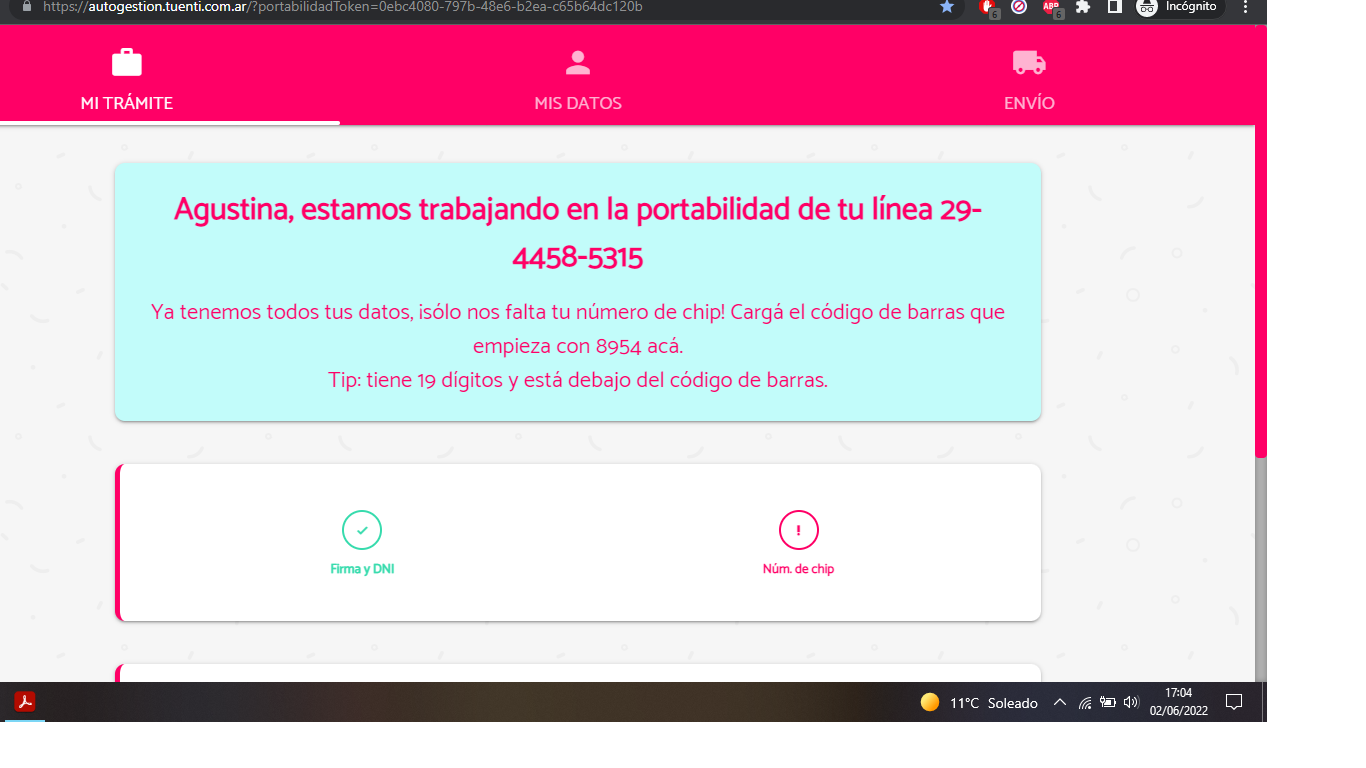 https://autogestion.tuenti.com.ar/?portabilidadToken=0ebc4080-797b-48e6-b2ea-c65b64dc120b
6
ABP
6
Incógnito
MI TRÁMITE
MIS DATOS
ENVÍO
Agustina, estamos trabajando en la portabilidad de tu línea 29-
4458-5315
Ya tenemos todos tus datos, ¡sólo nos falta tu número de chip! Cargá el código de barras que
empieza con 8954 acá.
Tip: tiene 19 dígitos y está debajo del código de barras.
Firma y DNI
Núm. de chip
11°C Soleado
17:04
02/06/2022